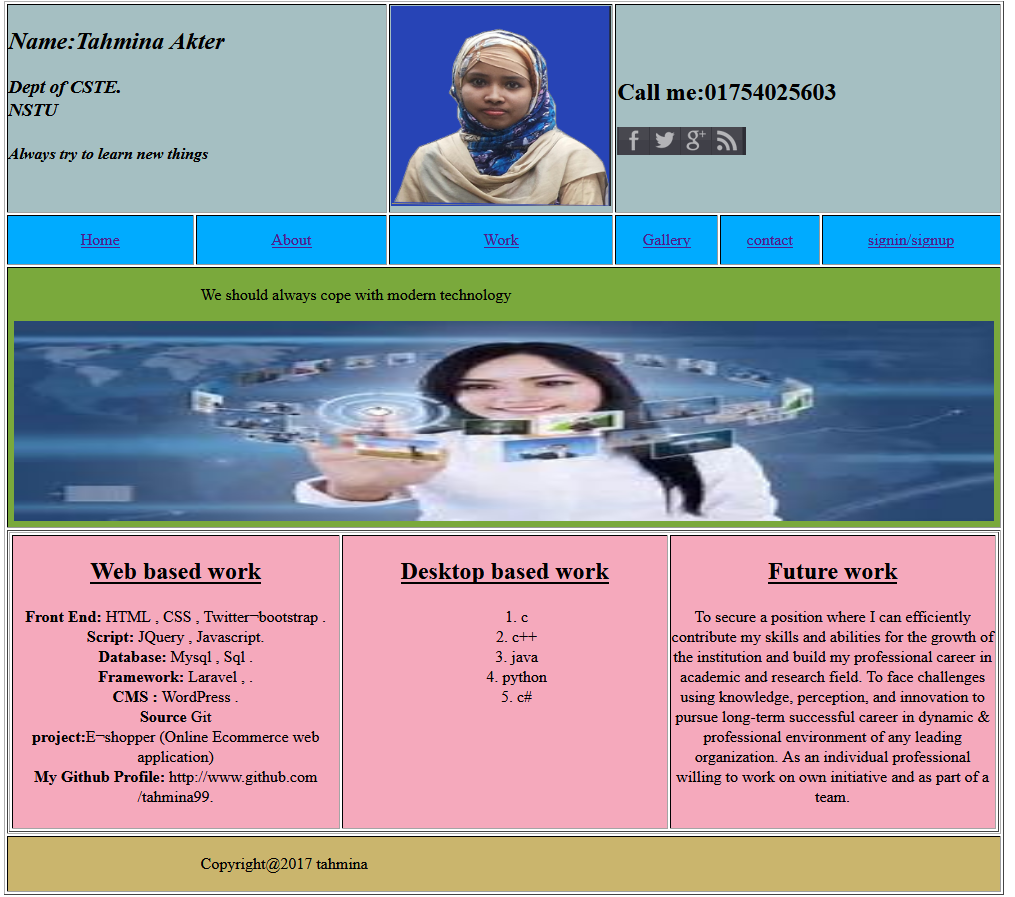 Name:Tahmina Akter
Dept of CSTE.
NSTU
Always try to learn new things
Call me:01754025603
Home
About
Work
Gallery
contact
signin/signup
We should always cope with modern technology
Web based work
Front End: HTML , CSS , Twitter¬bootstrap .
Script: JQuery , Javascript.
Database: Mysql , Sql .
Framework: Laravel , .
CMS : WordPress .
Source Git
project:E¬shopper (Online Ecommerce web
application)
My Github Profile: http://www.github.com
/tahmina99.
Desktop based work
1. c
2. c++
3. java
4. python
5. c#
Future work
To secure a position where I can efficiently
contribute my skills and abilities for the growth of
the institution and build my professional career in
academic and research field. To face challenges
using knowledge, perception, and innovation to
pursue long-term successful career in dynamic &
professional environment of any leading
organization. As an individual professional
willing to work on own initiative and as part of a
team.
Copyright@2017 tahmina